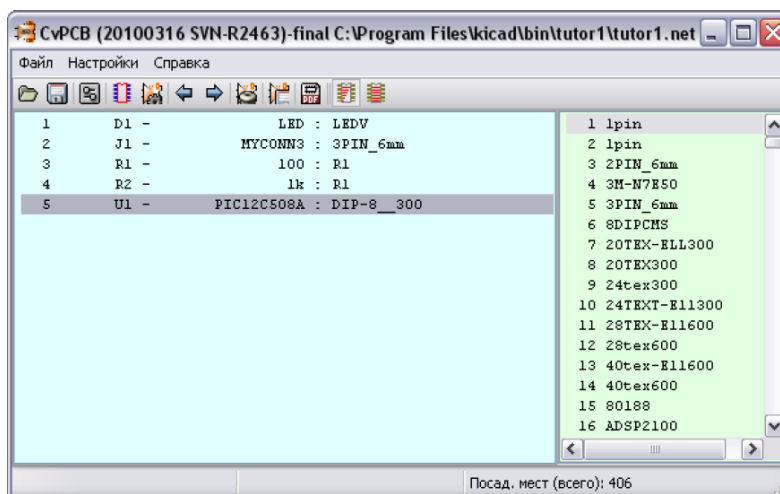 CvPCB (20100316 SVN-R2463)-final C:\Program Files\kicad\bin\tutor1\tutor1.net
Файл Настройки Справка
1 D1 - LED : LEDV
2 J1 - MYCONN3 : 3PIN_6mm
3 R1 - 100 : R1
4 R2 - 1k : R1
5 U1 - PIC12C508A : DIP-8__300
1 1pin
2 1pin
3 2PIN_6mm
4 3M-N7E50
5 3PIN_6mm
6 8DIPCMS
7 20TEX-ELL300
8 20TEX300
9 24tex300
10 24TEXT-Ell300
11 28TEX-Ell600
12 28tex600
13 40tex-Ell600
14 40tex600
15 80188
16 ADSP2100
Посад. мест (всего): 406